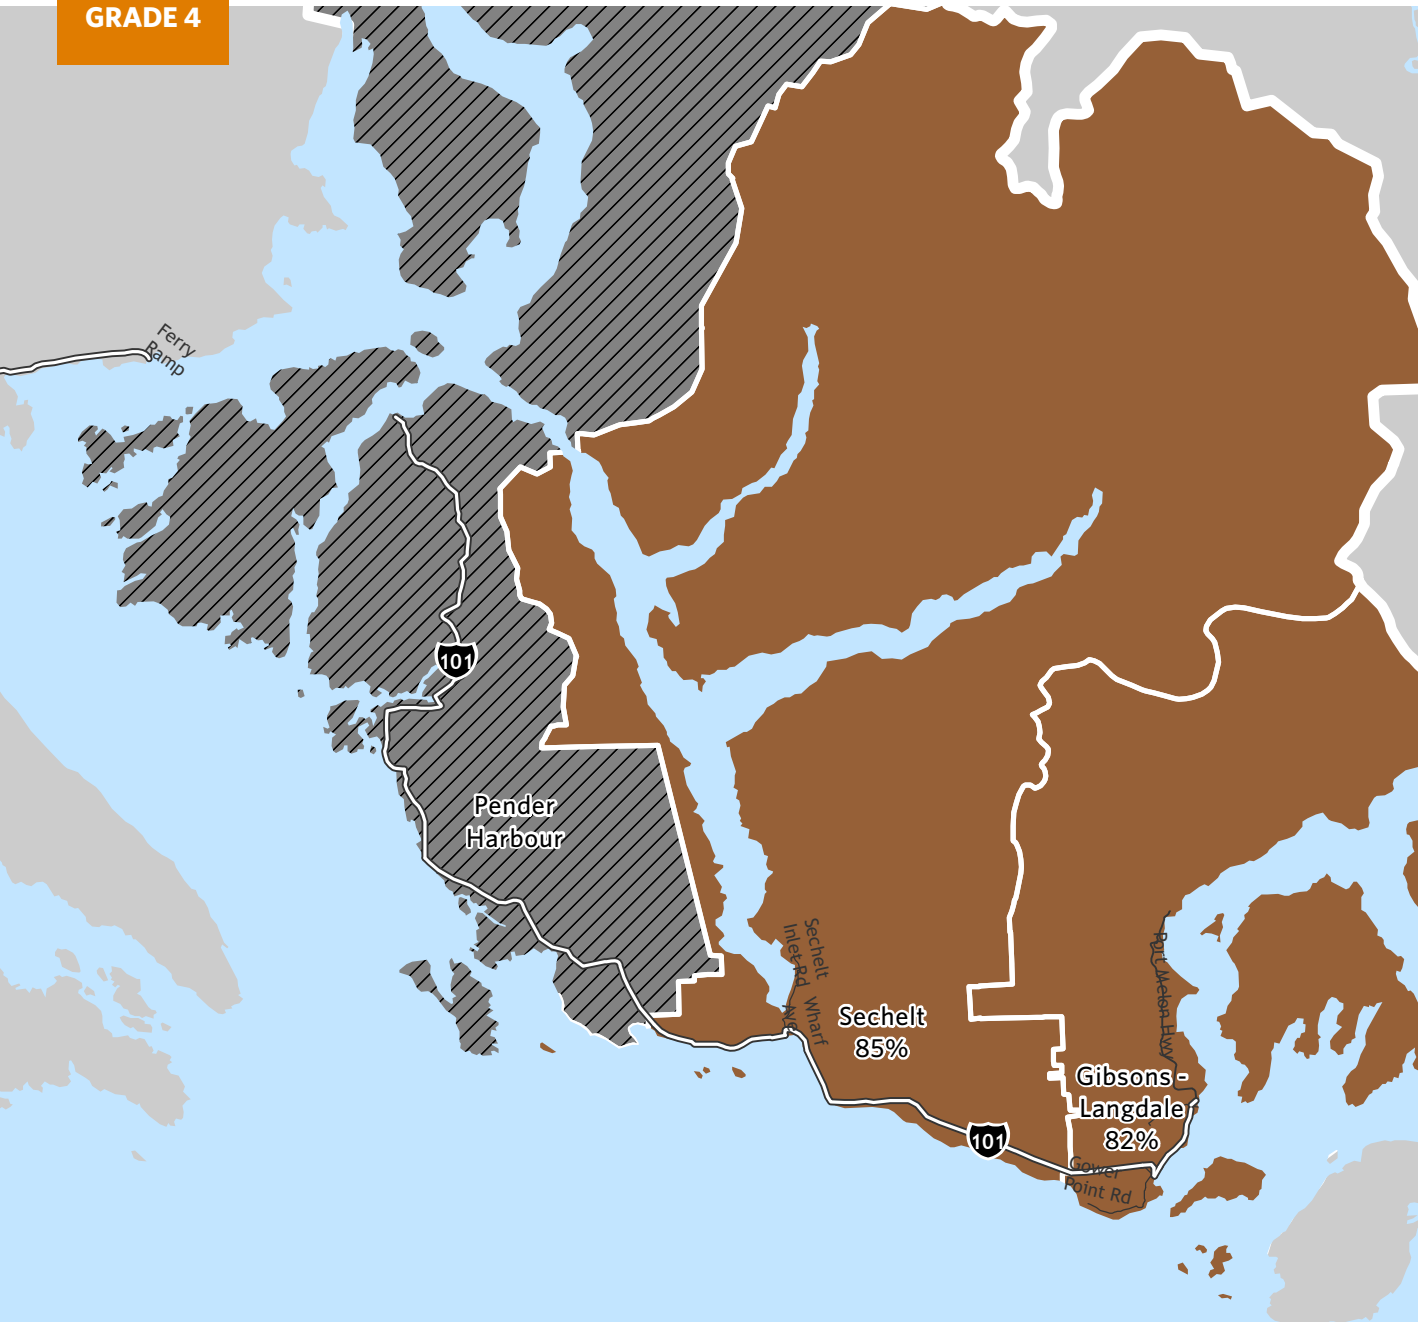 GRADE 4
Ferry
Ramp
101
Pender
Harbour
Sechelt
Inlet Rd
Wharf
Ave
Sechelt
85%
Port Melon Hwy
Gibsons -
Langdale
82%
101
Gower
Point Rd